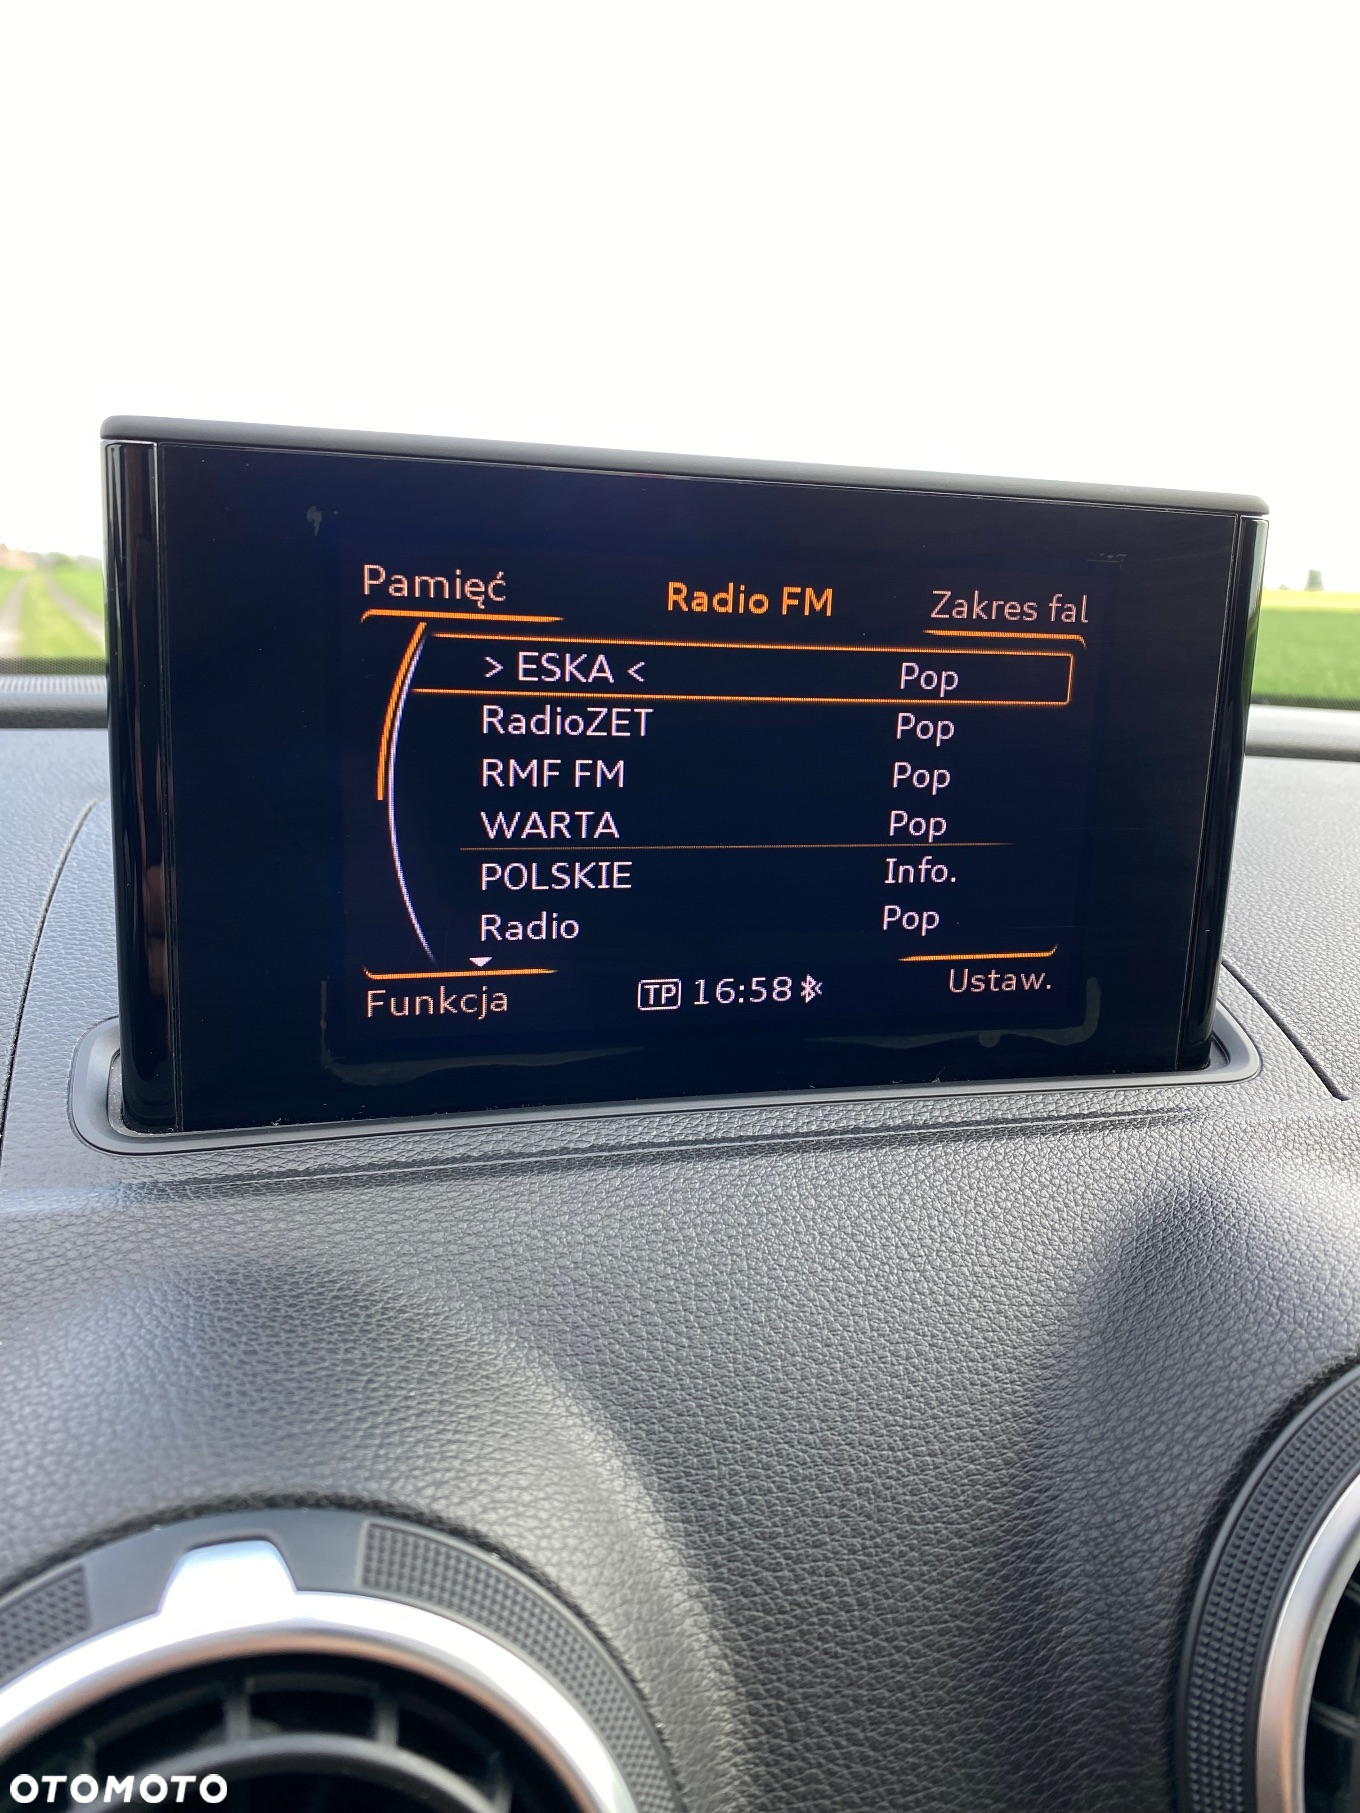 Pamięć Radio FM Zakres fal
> ESKA < Pop
RadioZET Pop
RMF FM Pop
WARTA Pop
POLSKIE Info.
Radio Pop
Funkcja TP 16:58 Ustaw.
OTOMOTO